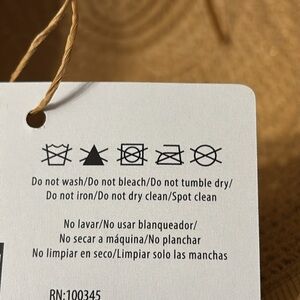 Do not wash/Do not bleach/Do not tumble dry/
Do not iron/Do not dry clean/Spot clean
No lavar/No usar blanqueador/
No secar a máquina/No planchar
No limpiar en seco/Limpiar solo las manchas
RN:100345